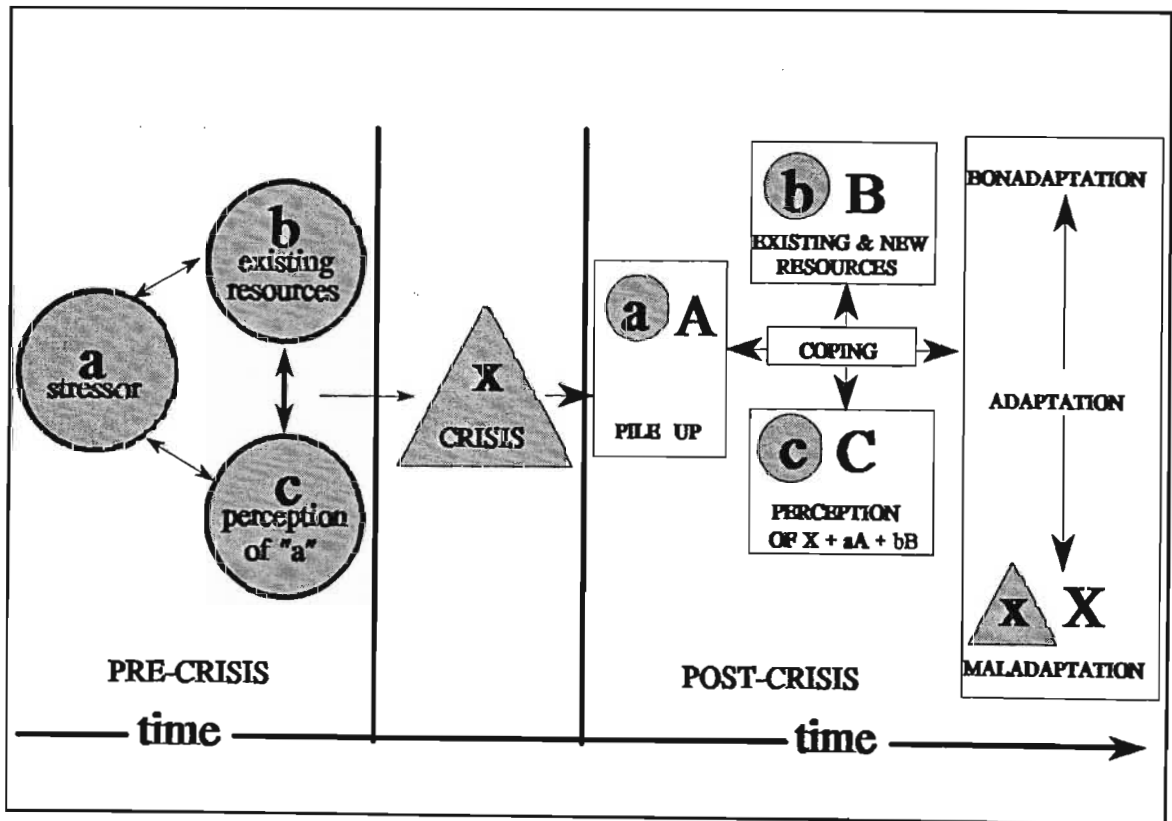 b
existing
resources
a
stressor
c
perception
of "a"
PRE-CRISIS
time
x
CRISIS
a A
PILE UP
b B
EXISTING & NEW
RESOURCES
COPING
c C
PERCEPTION
OF X + aA + bB
POST-CRISIS
time
BONADAPTATION
ADAPTATION
x X
MALADAPTATION